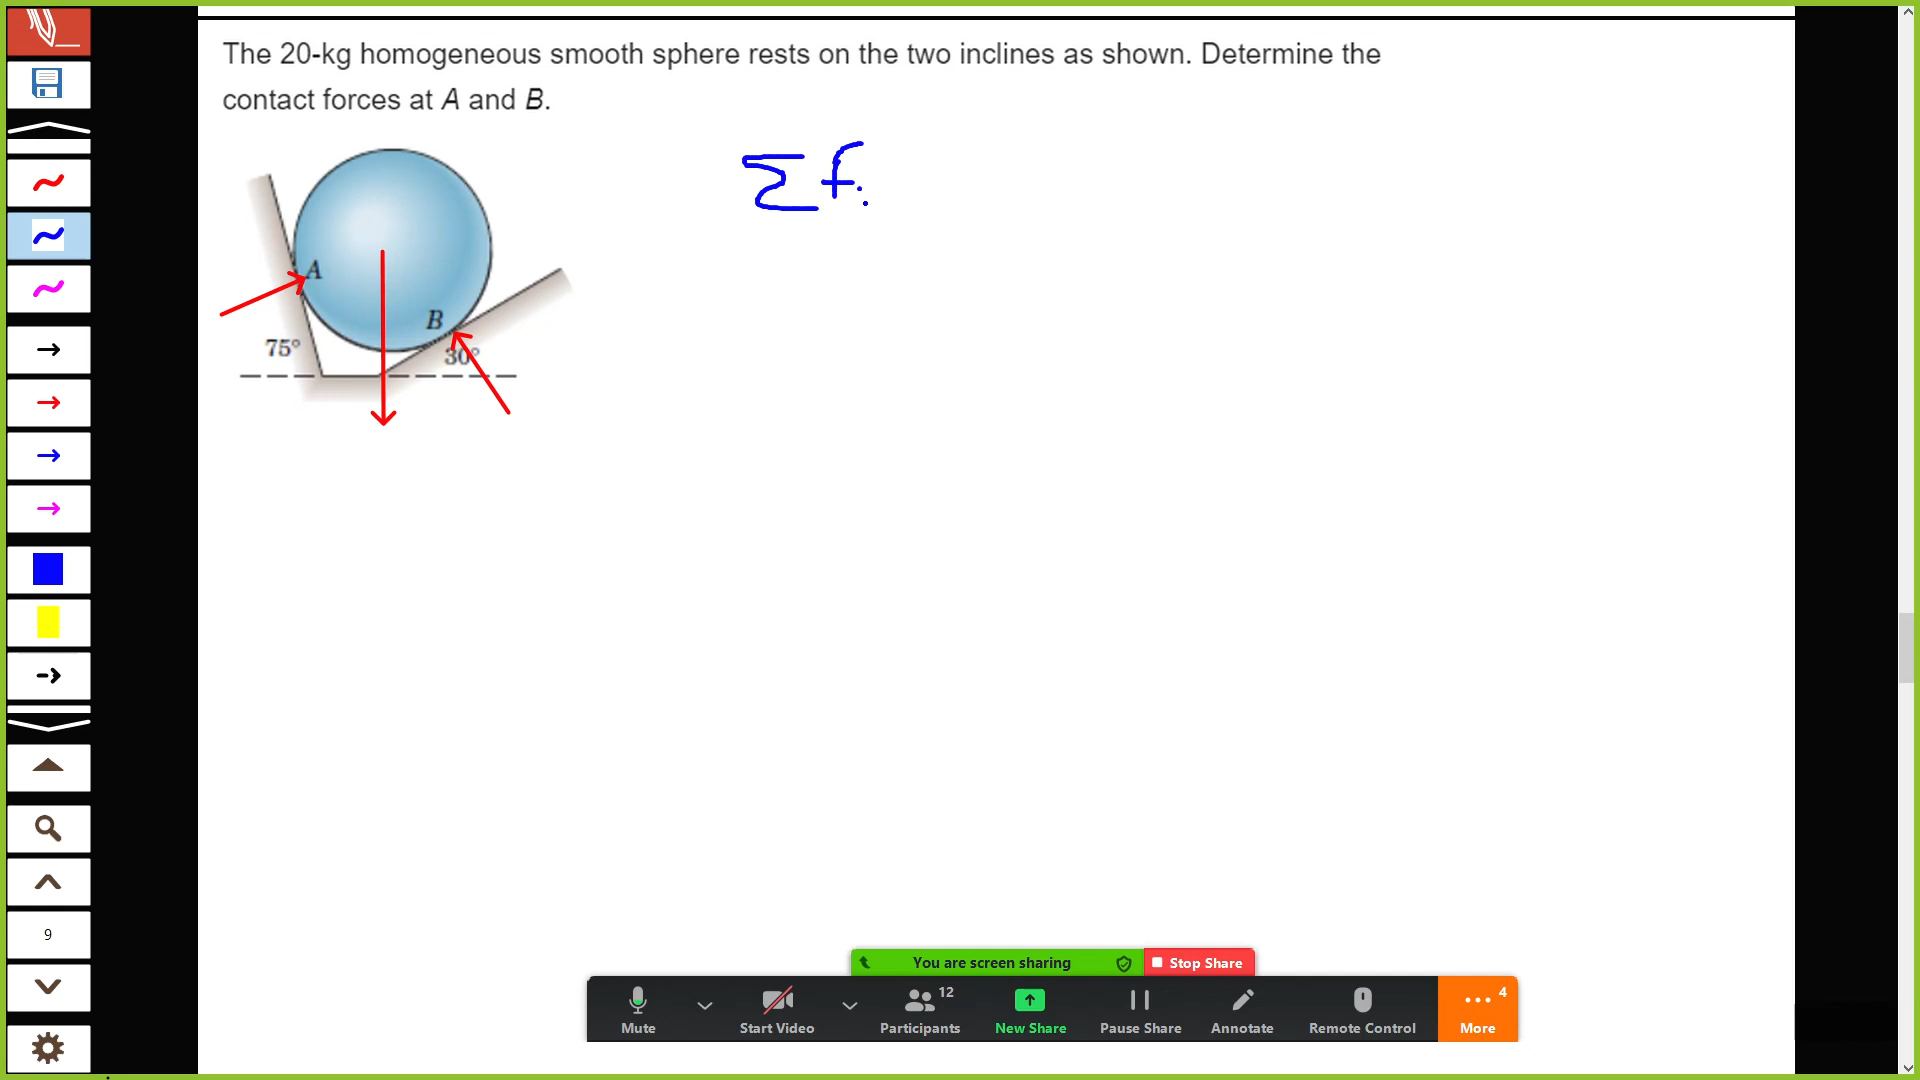 The 20-kg homogeneous smooth sphere rests on the two inclines as shown. Determine the
contact forces at A and B.
Σf
A
B
75°
30°
9
You are screen sharing
Stop Share
Mute
Start Video
Participants 12
New Share
Pause Share
Annotate
Remote Control
More 4